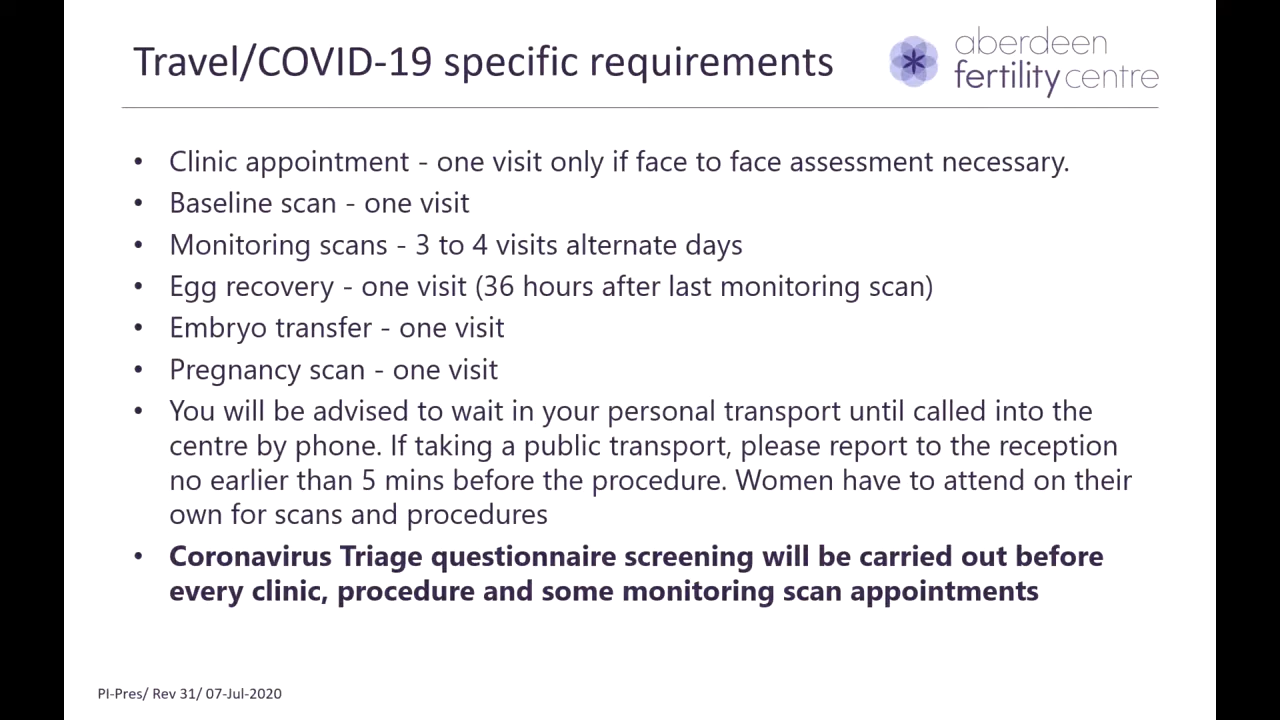 Travel/COVID-19 specific requirements
aberdeen
fertility centre
• Clinic appointment - one visit only if face to face assessment necessary.
• Baseline scan - one visit
• Monitoring scans - 3 to 4 visits alternate days
• Egg recovery - one visit (36 hours after last monitoring scan)
• Embryo transfer - one visit
• Pregnancy scan - one visit
• You will be advised to wait in your personal transport until called into the
centre by phone. If taking a public transport, please report to the reception
no earlier than 5 mins before the procedure. Women have to attend on their
own for scans and procedures
• Coronavirus Triage questionnaire screening will be carried out before
every clinic, procedure and some monitoring scan appointments
PI-Pres/ Rev 31/ 07-Jul-2020